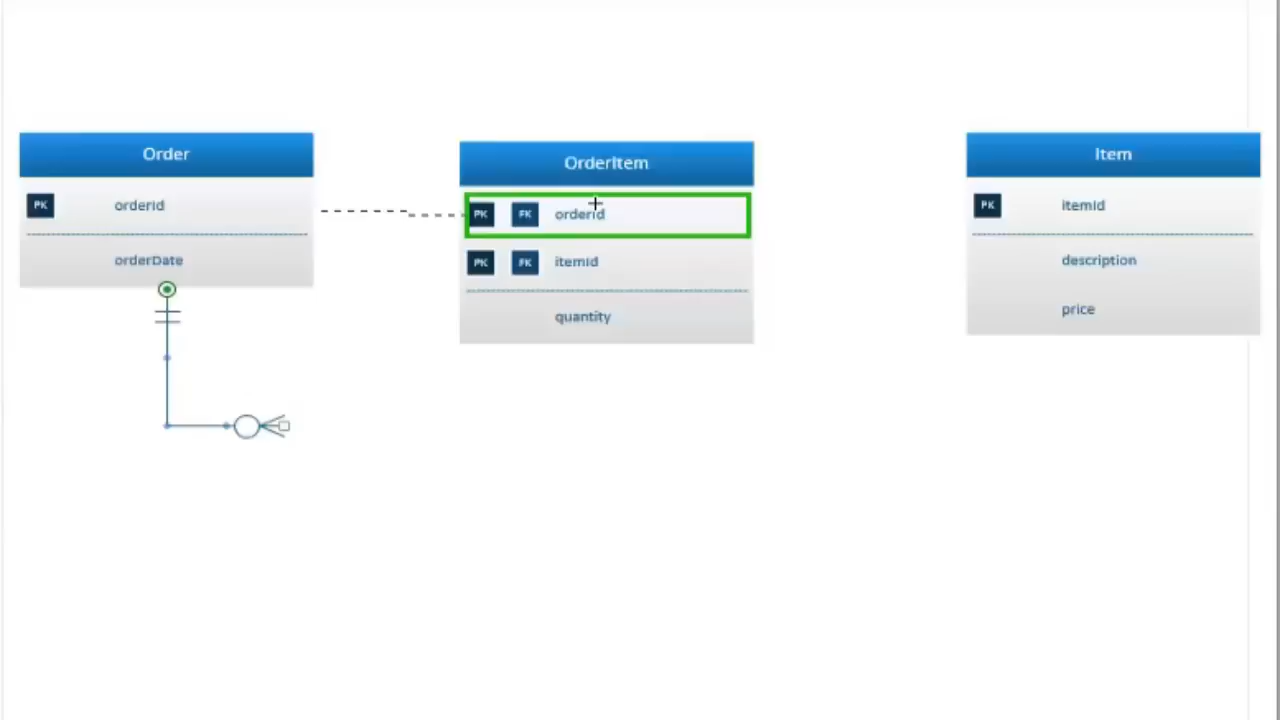 Order
PK orderId
orderDate
OrderItem
PK FK orderId
PK FK itemId
quantity
Item
PK itemId
description
price